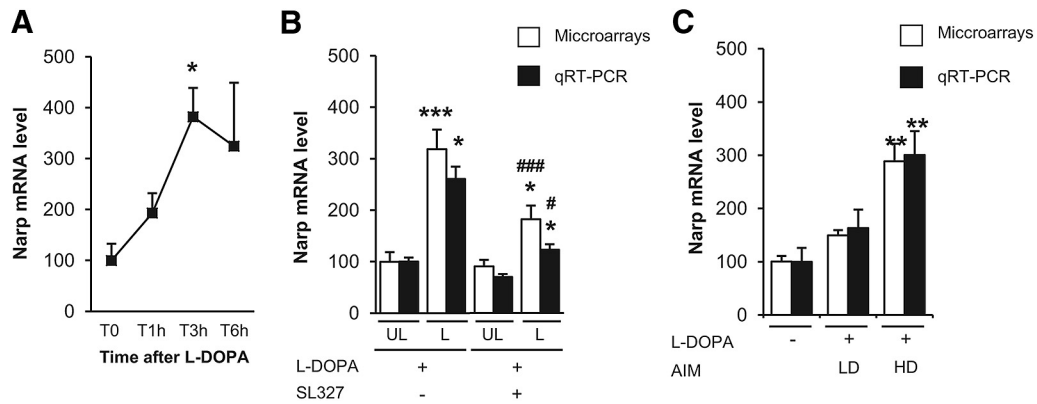 A
Narp mRNA level
500
400
300
200
100
0
*
T0 T1h T3h T6h
Time after L-DOPA
B
Miccroarrays
qRT-PCR
Narp mRNA level
500
400
300
200
100
0
***
*
###
*
#
*
UL L UL L
L-DOPA + +
SL327 - +
C
Miccroarrays
qRT-PCR
Narp mRNA level
500
400
300
200
100
0
**
**
L-DOPA - + +
AIM LD HD